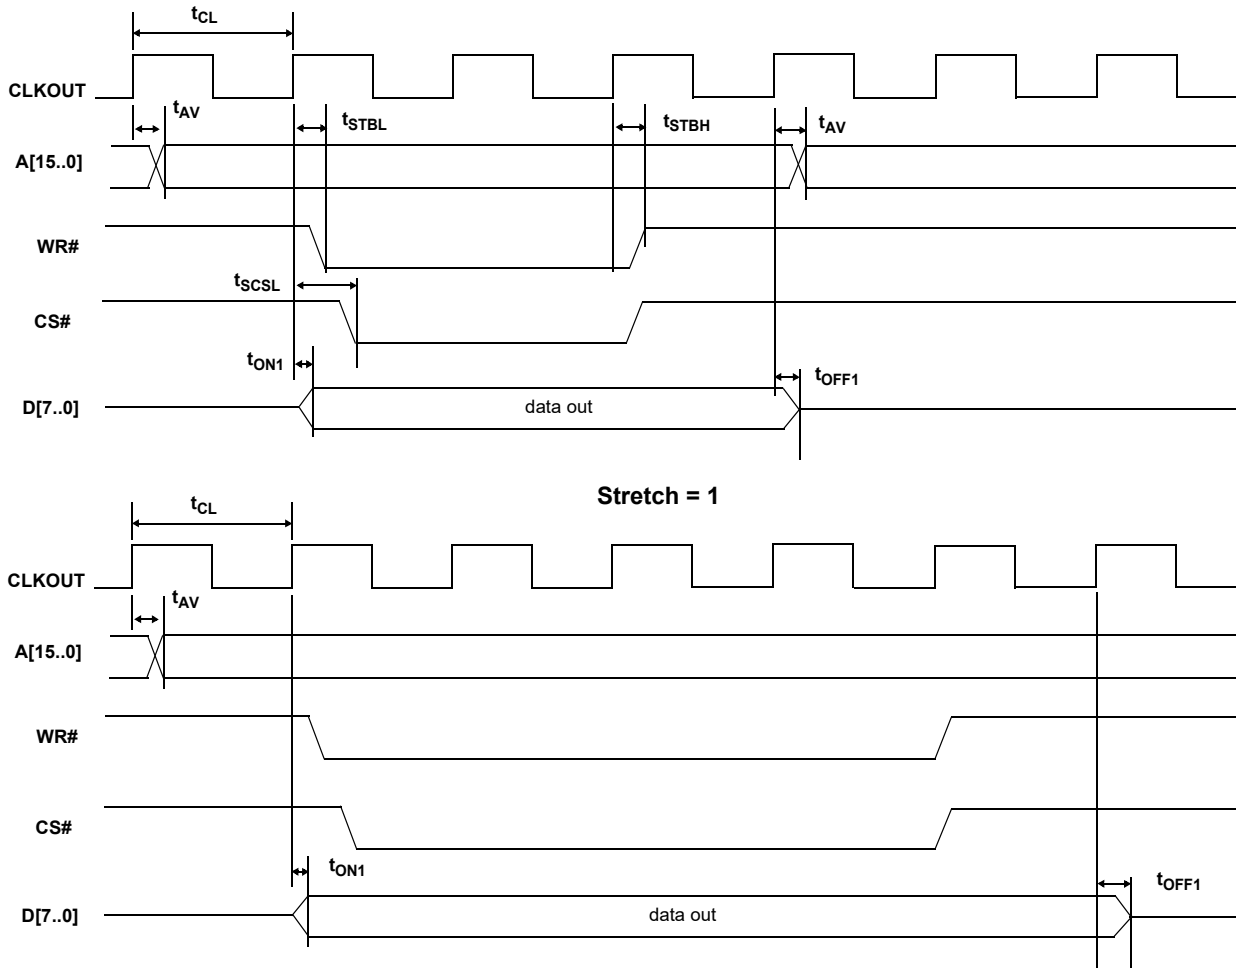 tCL
CLKOUT
tAV tSTBL tSTBH tAV
A[15..0]
WR#
tSCSL
CS#
tON1 tOFF1
D[7..0] data out
Stretch = 1
tCL
CLKOUT
tAV
A[15..0]
WR#
CS#
tON1 tOFF1
D[7..0] data out